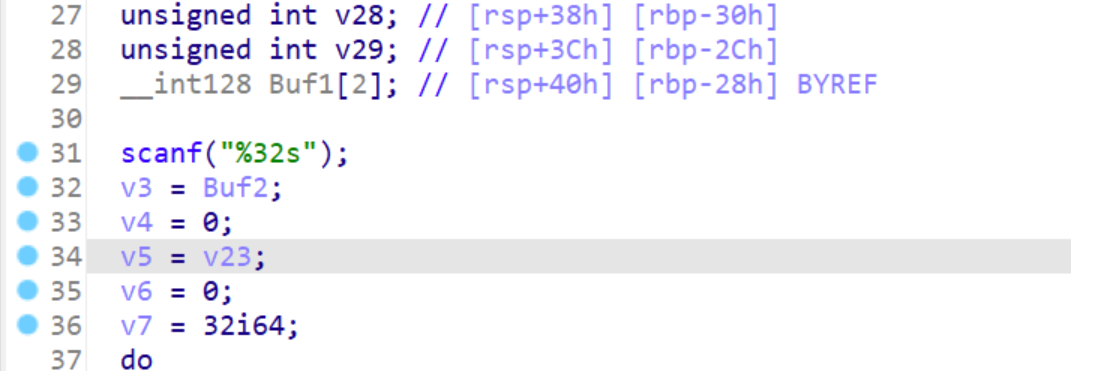 27 unsigned int v28; // [rsp+38h] [rbp-30h]
28 unsigned int v29; // [rsp+3Ch] [rbp-2Ch]
29 __int128 Buf1[2]; // [rsp+40h] [rbp-28h] BYREF
30
31 scanf("%32s");
32 v3 = Buf2;
33 v4 = 0;
34 v5 = v23;
35 v6 = 0;
36 v7 = 32i64;
37 do